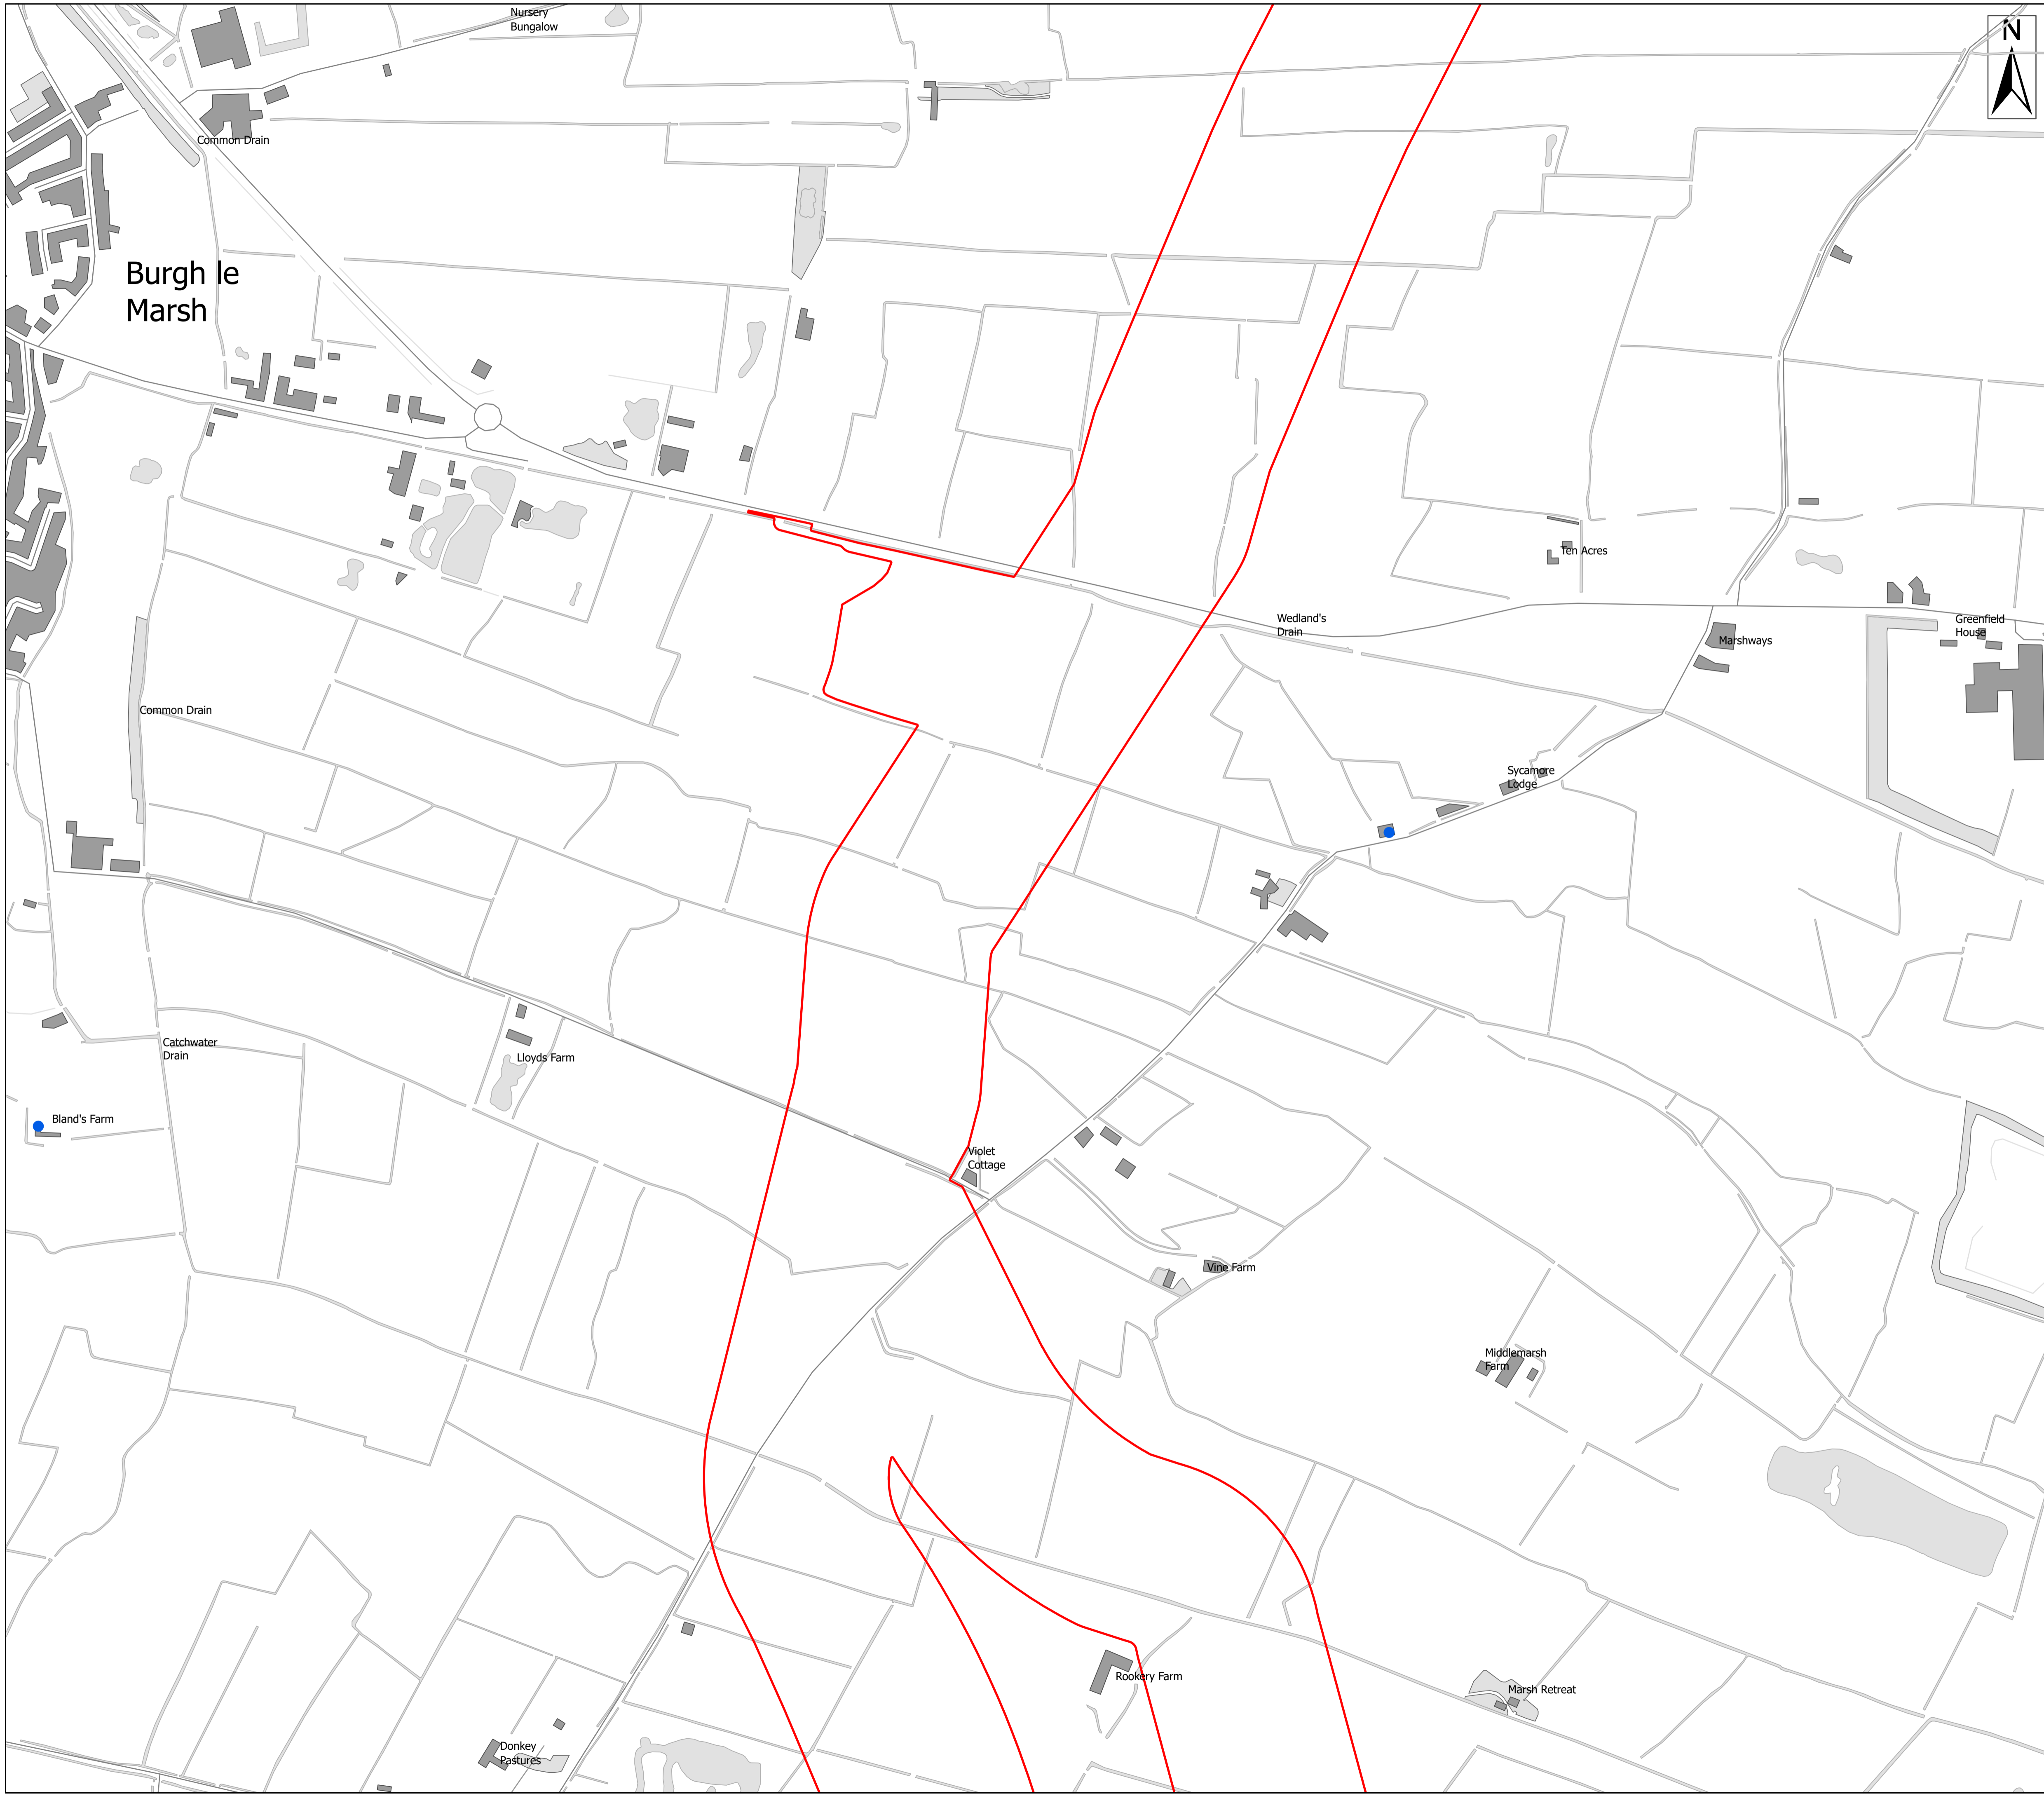 Nursery
Bungalow
N
Common Drain
Burgh le
Marsh
Ten Acres
Wedland's
Drain
Greenfield
House
Marshways
Common Drain
Sycamore
Lodge
Catchwater
Drain
Lloyds Farm
Bland's Farm
Violet
Cottage
Vine Farm
Middlemarsh
Farm
Rookery Farm
Marsh Retreat
Donkey
Pastures